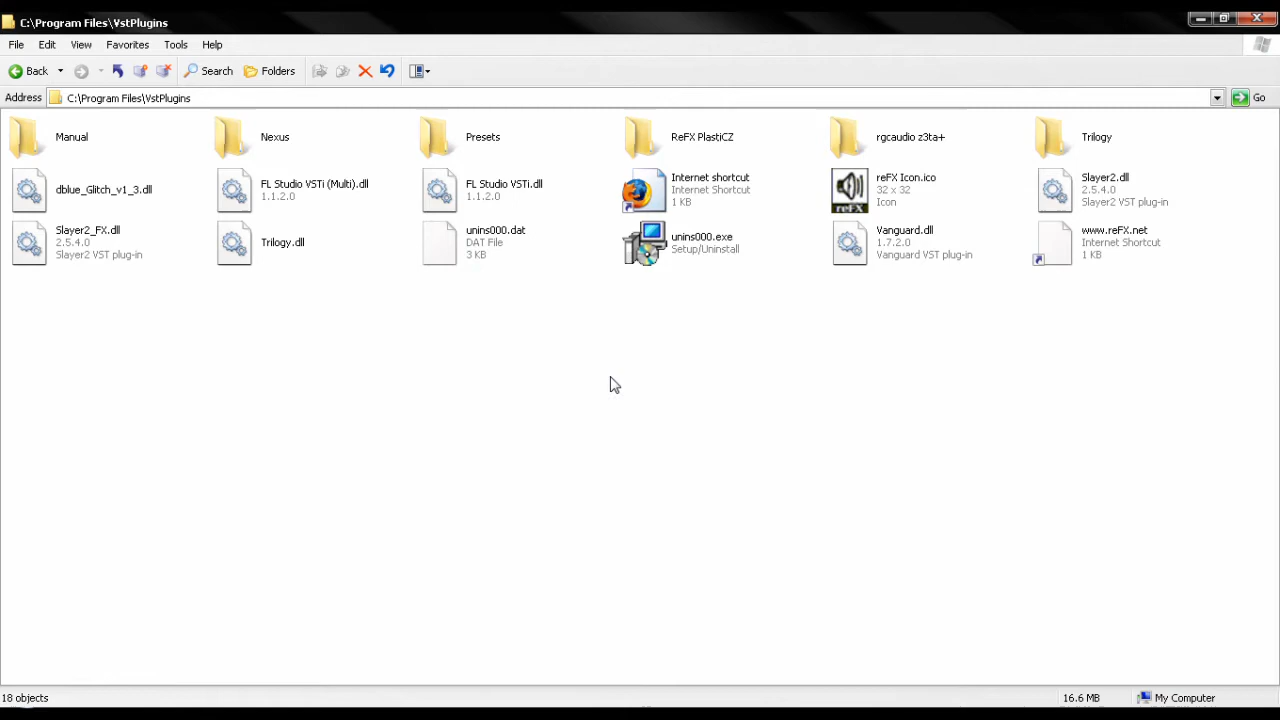 C:\Program Files\VstPlugins
File Edit View Favorites Tools Help
Back Search Folders
Address C:\Program Files\VstPlugins Go
Manual
Nexus
Presets
ReFX PlastiCZ
rgcaudio z3ta+
Trilogy
dblue_Glitch_v1_3.dll
FL Studio VSTi (Multi).dll
1.1.2.0
FL Studio VSTi.dll
1.1.2.0
Internet shortcut
Internet Shortcut
1 KB
reFX Icon.ico
32 x 32
Icon
reFX
Slayer2.dll
2.5.4.0
Slayer2 VST plug-in
Slayer2_FX.dll
2.5.4.0
Slayer2 VST plug-in
Trilogy.dll
unins000.dat
DAT File
3 KB
unins000.exe
Setup/Uninstall
Vanguard.dll
1.7.2.0
Vanguard VST plug-in
www.reFX.net
Internet Shortcut
1 KB
18 objects 16.6 MB My Computer